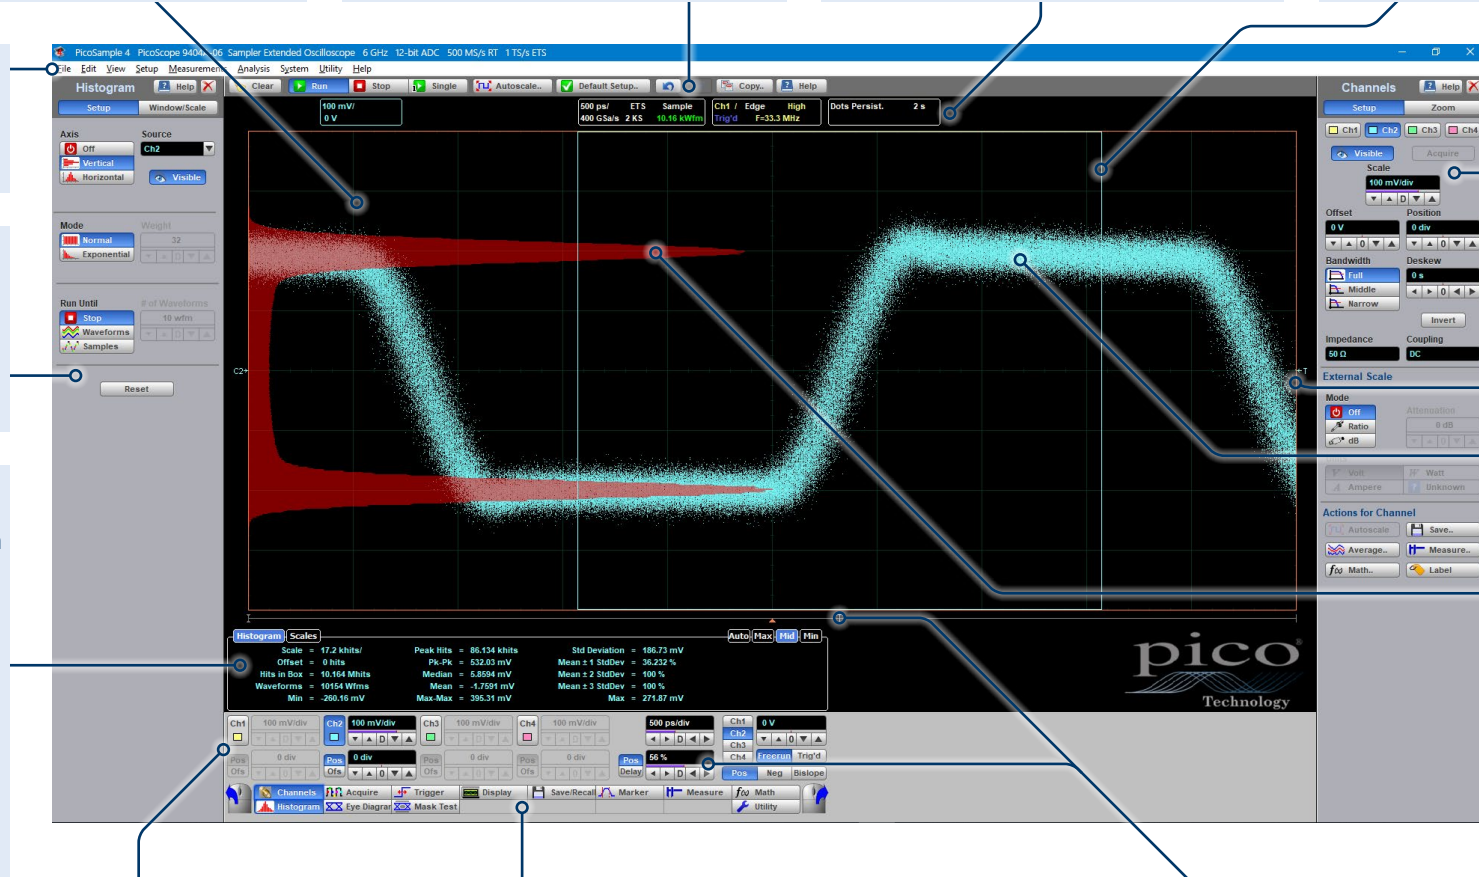 PicoSample 4 PicoScope 9404A-06 Sampler Extended Oscilloscope 6 GHz 12-bit ADC 500 MS/s RT 1 TS/s ETS
File Edit View Setup Measurements Analysis System Utility Help
Histogram Help
Setup Window/Scale
Axis Source
Off Ch2
Vertical
Horizontal Visible
Mode Weight
Normal 32
Exponential
Run Until # of Waveforms
Stop 10 wfm
Waveforms
Samples
Reset
Clear Run Stop Single Autoscale.. Default Setup.. Copy.. Help
100 mV/
0 V
500 ps/ ETS Sample
400 GSa/s 2 KS 10.16 kWfm
Ch1 / Edge High
Trig'd F=33.3 MHz
Dots Persist. 2 s
C2
T
Histogram Scales Auto Max Mid Min
Scale = 17.2 khits/ Peak Hits = 86.134 khits Std Deviation = 186.73 mV
Offset = 0 hits Pk-Pk = 532.03 mV Mean ± 1 StdDev = 36.232 %
Hits in Box = 10.164 Mhits Median = 5.8594 mV Mean ± 2 StdDev = 100 %
Waveforms = 10154 Wfms Mean = -1.7591 mV Mean ± 3 StdDev = 100 %
Min = -260.16 mV Max-Max = 395.31 mV Max = 271.87 mV
pico
Technology
Ch1 100 mV/div Ch2 100 mV/div Ch3 100 mV/div Ch4 100 mV/div 500 ps/div Ch1 0 V
D D D D D Ch2 0
Ch3
Pos 0 div Pos 0 div Pos 0 div Pos 0 div Pos 56 % Ch4 Freerun Trig'd
Ofs 0 Ofs 0 Ofs 0 Ofs 0 Delay D Pos Neg Bislope
Channels Acquire Trigger Display Save/Recall Marker Measure f(x) Math
Histogram Eye Diagram Mask Test Utility
Channels Help
Setup Zoom
Ch1 Ch2 Ch3 Ch4
Visible Acquire
Scale
100 mV/div
D
Offset Position
0 V 0 div
0 0
Bandwidth Deskew
Full 0 s
Middle 0
Narrow
Invert
Impedance Coupling
50 Ω DC
External Scale
Mode
Off Attenuation
Ratio 0 dB
dB
Volt W Watt
A Ampere ? Unknown
Actions for Channel
Autoscale Save..
Average.. Measure..
f(x) Math.. Label